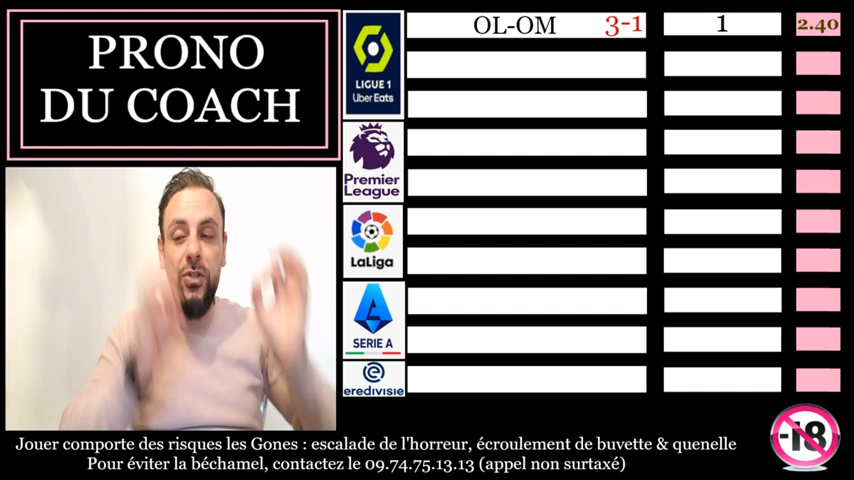 PRONO
DU COACH
LIGUE 1
Uber Eats
OL-OM 3-1 1 2.40
Premier
League
LaLiga
SERIE A
eREDIVISIE
-18
Jouer comporte des risques les Gones : escalade de l'horreur, écroulement de buvette & quenelle
Pour éviter la béchamel, contactez le 09.74.75.13.13 (appel non surtaxé)